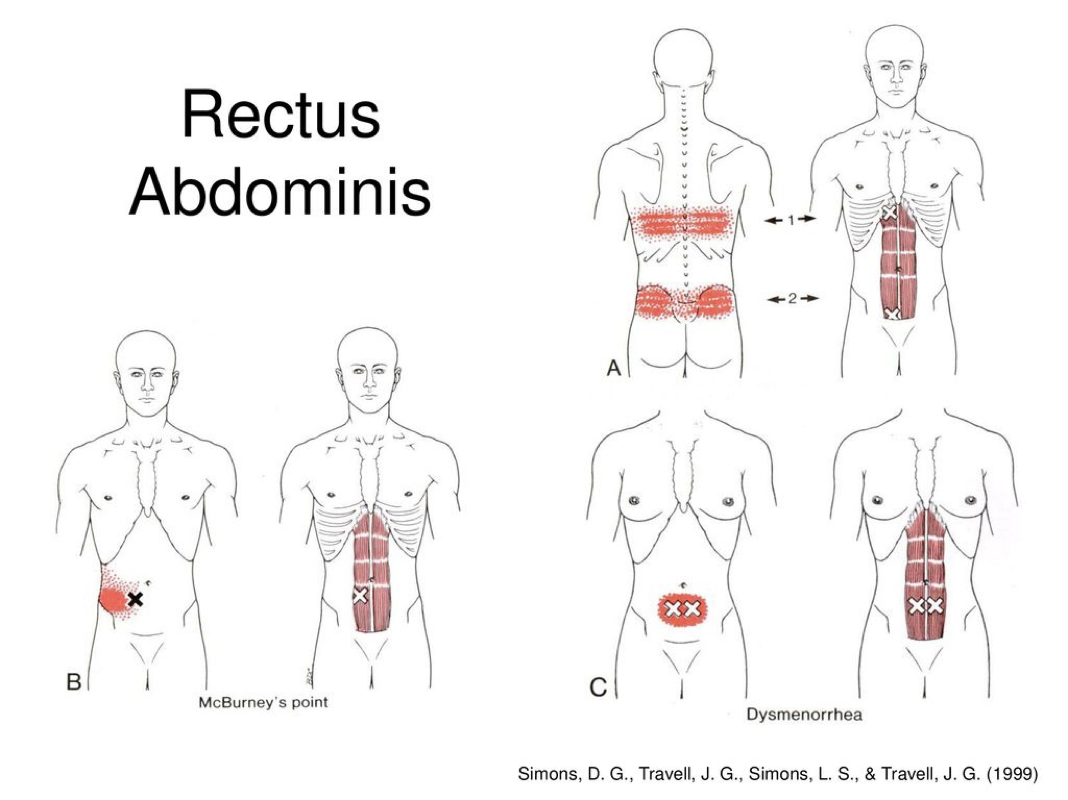 Rectus
Abdominis
1
2
A
B
McBurney's point
C
Dysmenorrhea
Simons, D. G., Travell, J. G., Simons, L. S., & Travell, J. G. (1999)